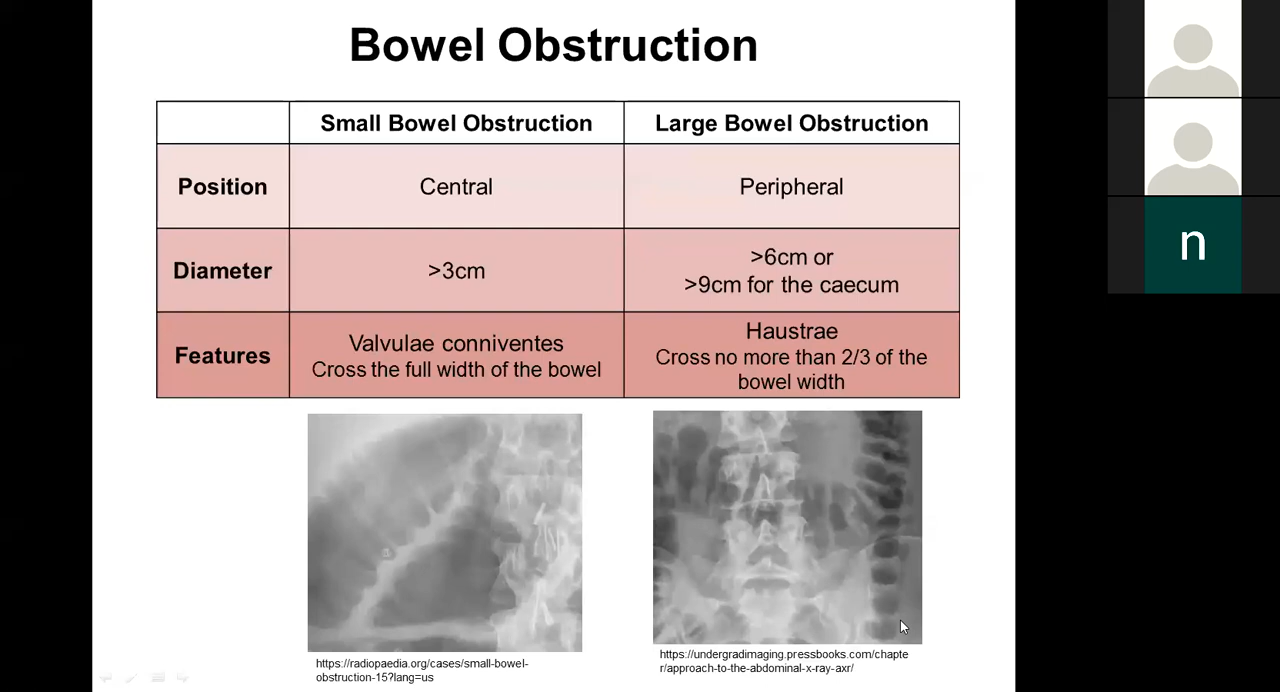 Bowel Obstruction
Small Bowel Obstruction
Large Bowel Obstruction
Position
Central
Peripheral
Diameter
>3cm
>6cm or
>9cm for the caecum
Features
Valvulae conniventes
Cross the full width of the bowel
Haustrae
Cross no more than 2/3 of the
bowel width
https://radiopaedia.org/cases/small-bowel-
obstruction-15?lang=us
https://undergradimaging.pressbooks.com/chapte
r/approach-to-the-abdominal-x-ray-axr/
n